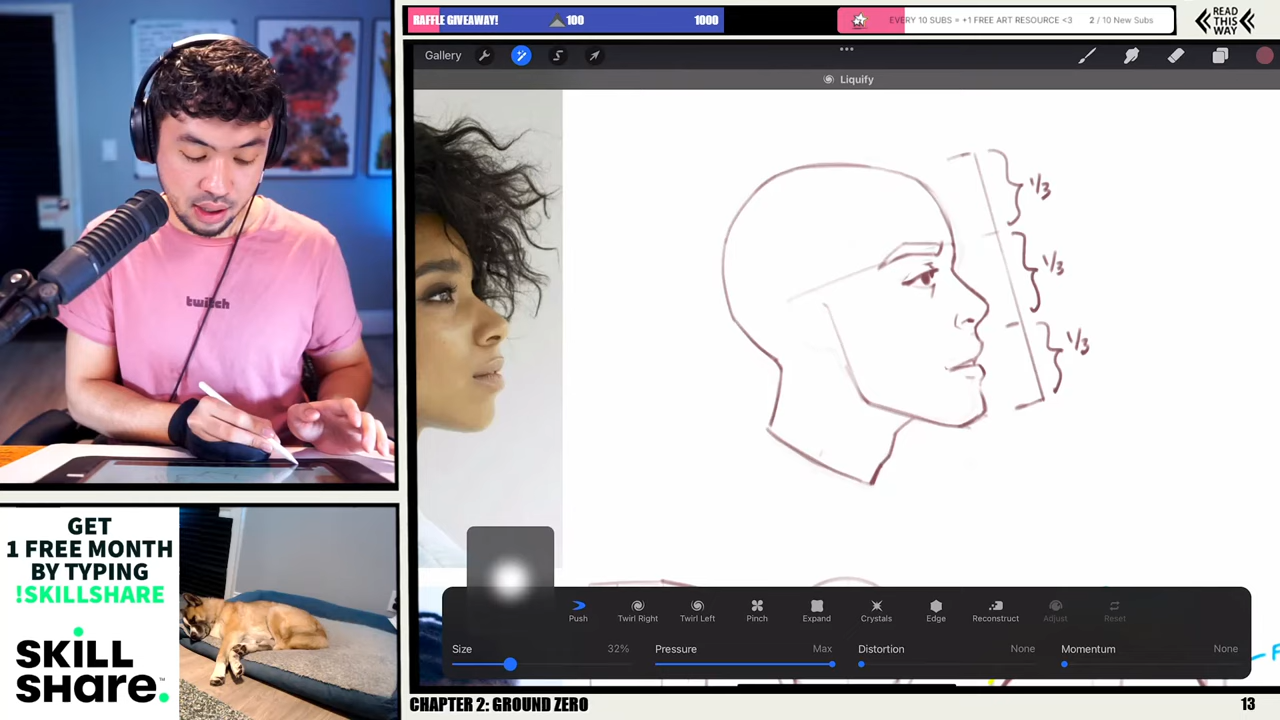 RAFFLE GIVEAWAY!
100
1000
EVERY 10 SUBS = +1 FREE ART RESOURCE <3
2 / 10 New Subs
READ
THIS
WAY
Gallery
Liquify
1/3
1/3
1/3
twitch
GET
1 FREE MONTH
BY TYPING
!SKILLSHARE
SKILL
SHARE.
Push
Twirl Right
Twirl Left
Pinch
Expand
Crystals
Edge
Reconstruct
Adjust
Reset
Size
32%
Pressure
Max
Distortion
None
Momentum
None
F
CHAPTER 2: GROUND ZERO
13